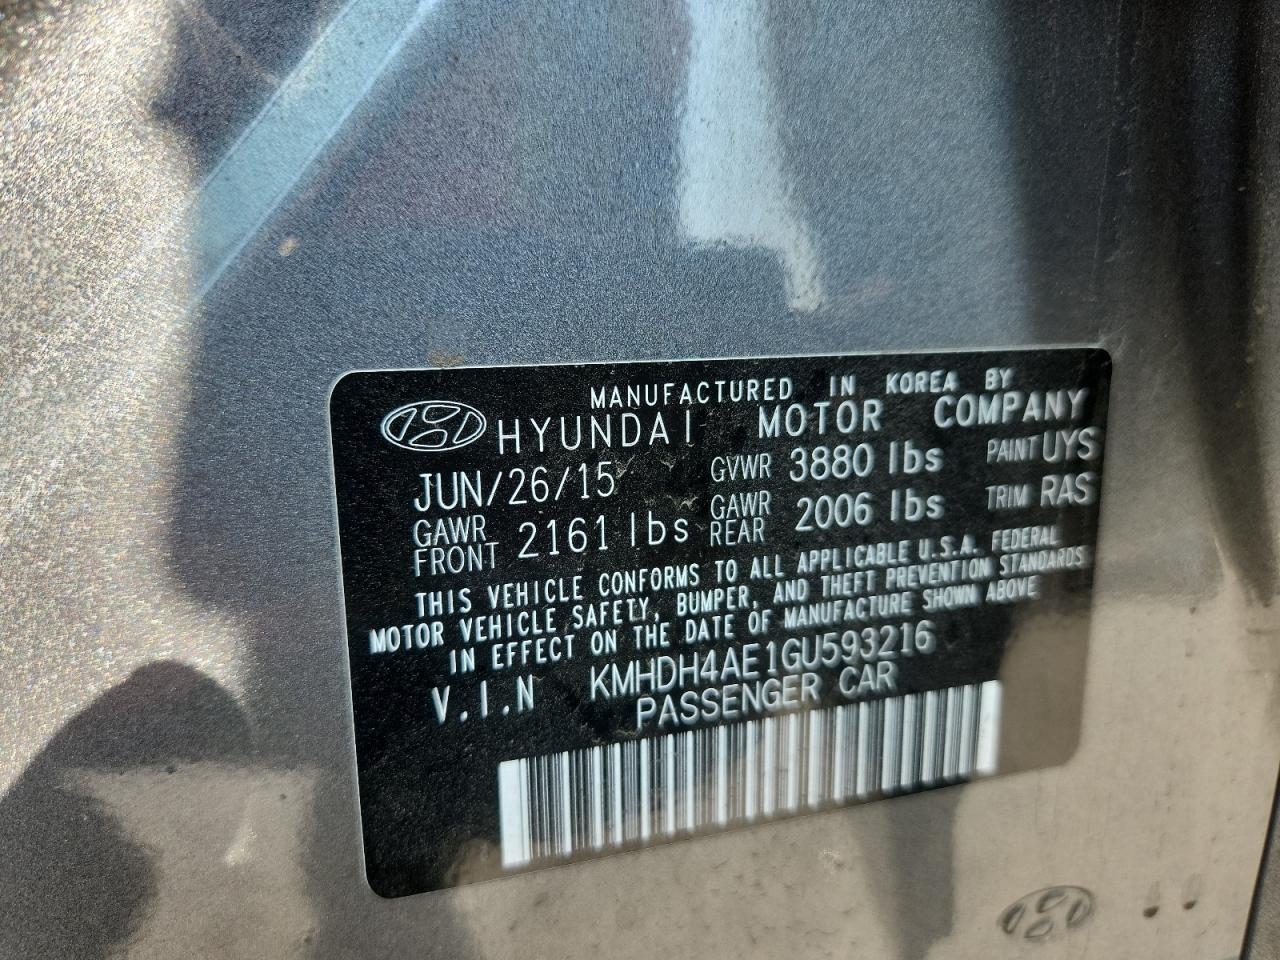 MANUFACTURED IN KOREA BY
HYUNDAI MOTOR COMPANY
JUN/26/15 GVWR 3880 lbs PAINT UYS
GAWR FRONT 2161 lbs GAWR REAR 2006 lbs TRIM RAS
THIS VEHICLE CONFORMS TO ALL APPLICABLE U.S.A. FEDERAL
MOTOR VEHICLE SAFETY, BUMPER, AND THEFT PREVENTION STANDARDS
IN EFFECT ON THE DATE OF MANUFACTURE SHOWN ABOVE
V.I.N KMHDH4AE1GU593216
PASSENGER CAR